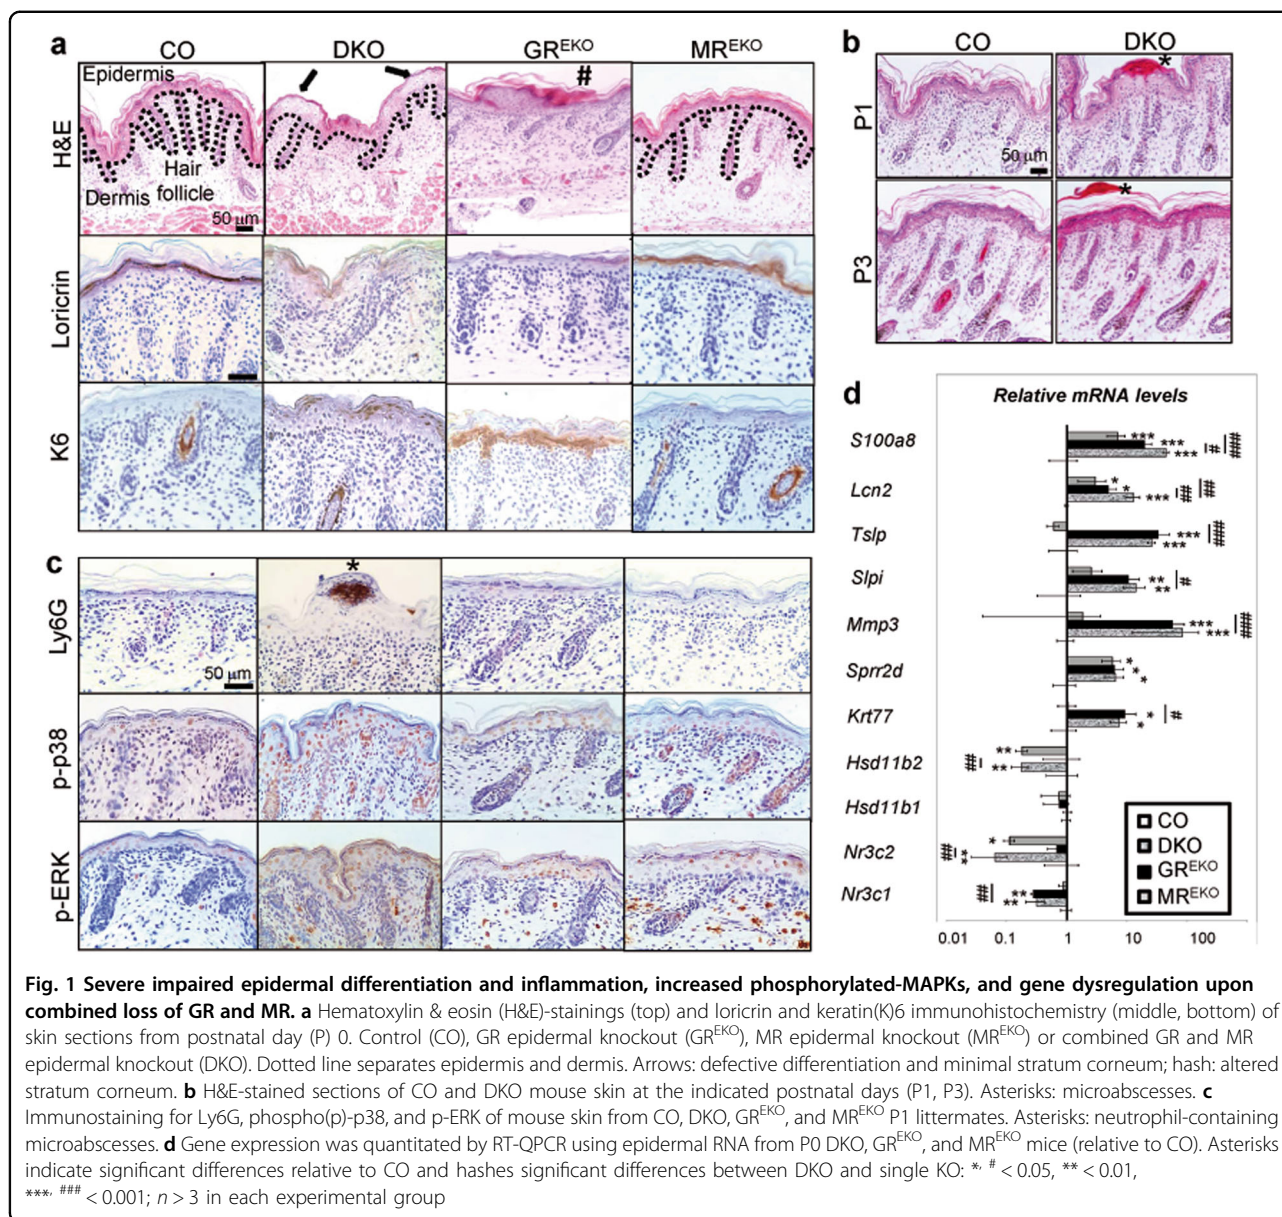 a
CO
DKO
GR^EKO
MR^EKO
H&E
Epidermis
Hair
Dermis follicle
50 µm
#
Loricrin
K6
b
CO
DKO
P1
*
50 µm
P3
*
c
Ly6G
*
50 µm
p-p38
p-ERK
d
Relative mRNA levels
S100a8
***
***
***
#
###
Lcn2
*
*
***
##
##
Tslp
***
***
###
Slpi
**
**
#
Mmp3
***
***
###
Sprr2d
*
*
*
Krt77
*
*
#
Hsd11b2
**
**
##
Hsd11b1
Nr3c2
*
**
##
Nr3c1
**
**
##
CO
DKO
GR^EKO
MR^EKO
0.01 0.1 1 10 100
Fig. 1 Severe impaired epidermal differentiation and inflammation, increased phosphorylated-MAPKs, and gene dysregulation upon
combined loss of GR and MR. a Hematoxylin & eosin (H&E)-stainings (top) and loricrin and keratin(K)6 immunohistochemistry (middle, bottom) of
skin sections from postnatal day (P) 0. Control (CO), GR epidermal knockout (GR^EKO), MR epidermal knockout (MR^EKO) or combined GR and MR
epidermal knockout (DKO). Dotted line separates epidermis and dermis. Arrows: defective differentiation and minimal stratum corneum; hash: altered
stratum corneum. b H&E-stained sections of CO and DKO mouse skin at the indicated postnatal days (P1, P3). Asterisks: microabscesses. c
Immunostaining for Ly6G, phospho(p)-p38, and p-ERK of mouse skin from CO, DKO, GR^EKO, and MR^EKO P1 littermates. Asterisks: neutrophil-containing
microabscesses. d Gene expression was quantitated by RT-QPCR using epidermal RNA from P0 DKO, GR^EKO, and MR^EKO mice (relative to CO). Asterisks
indicate significant differences relative to CO and hashes significant differences between DKO and single KO: *, # < 0.05, ** < 0.01,
***, ### < 0.001; n > 3 in each experimental group